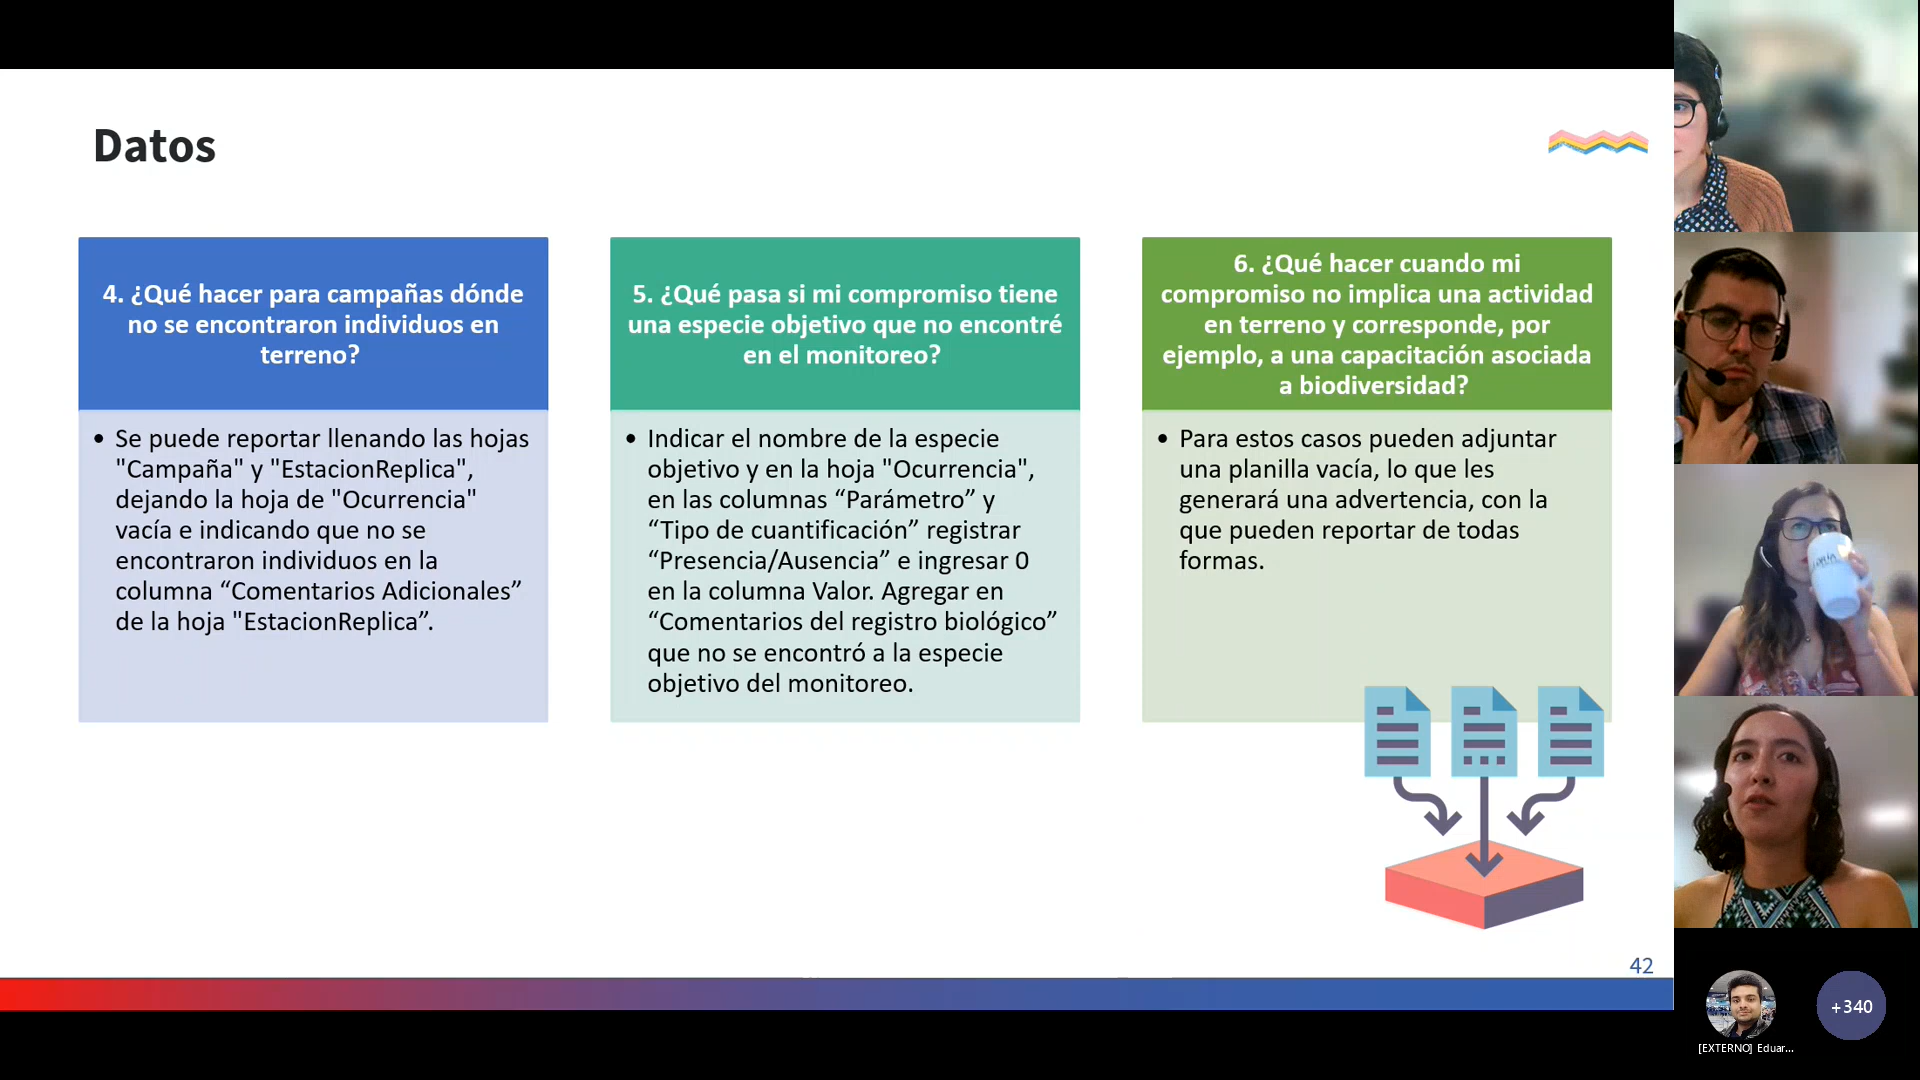 Datos
4. ¿Qué hacer para campañas dónde
no se encontraron individuos en
terreno?
• Se puede reportar llenando las hojas
"Campaña" y "EstacionReplica",
dejando la hoja de "Ocurrencia"
vacía e indicando que no se
encontraron individuos en la
columna “Comentarios Adicionales”
de la hoja "EstacionReplica”.
5. ¿Qué pasa si mi compromiso tiene
una especie objetivo que no encontré
en el monitoreo?
• Indicar el nombre de la especie
objetivo y en la hoja "Ocurrencia",
en las columnas “Parámetro” y
“Tipo de cuantificación” registrar
“Presencia/Ausencia” e ingresar 0
en la columna Valor. Agregar en
“Comentarios del registro biológico”
que no se encontró a la especie
objetivo del monitoreo.
6. ¿Qué hacer cuando mi
compromiso no implica una actividad
en terreno y corresponde, por
ejemplo, a una capacitación asociada
a biodiversidad?
• Para estos casos pueden adjuntar
una planilla vacía, lo que les
generará una advertencia, con la
que pueden reportar de todas
formas.
42
+340
[EXTERNO] Eduar...